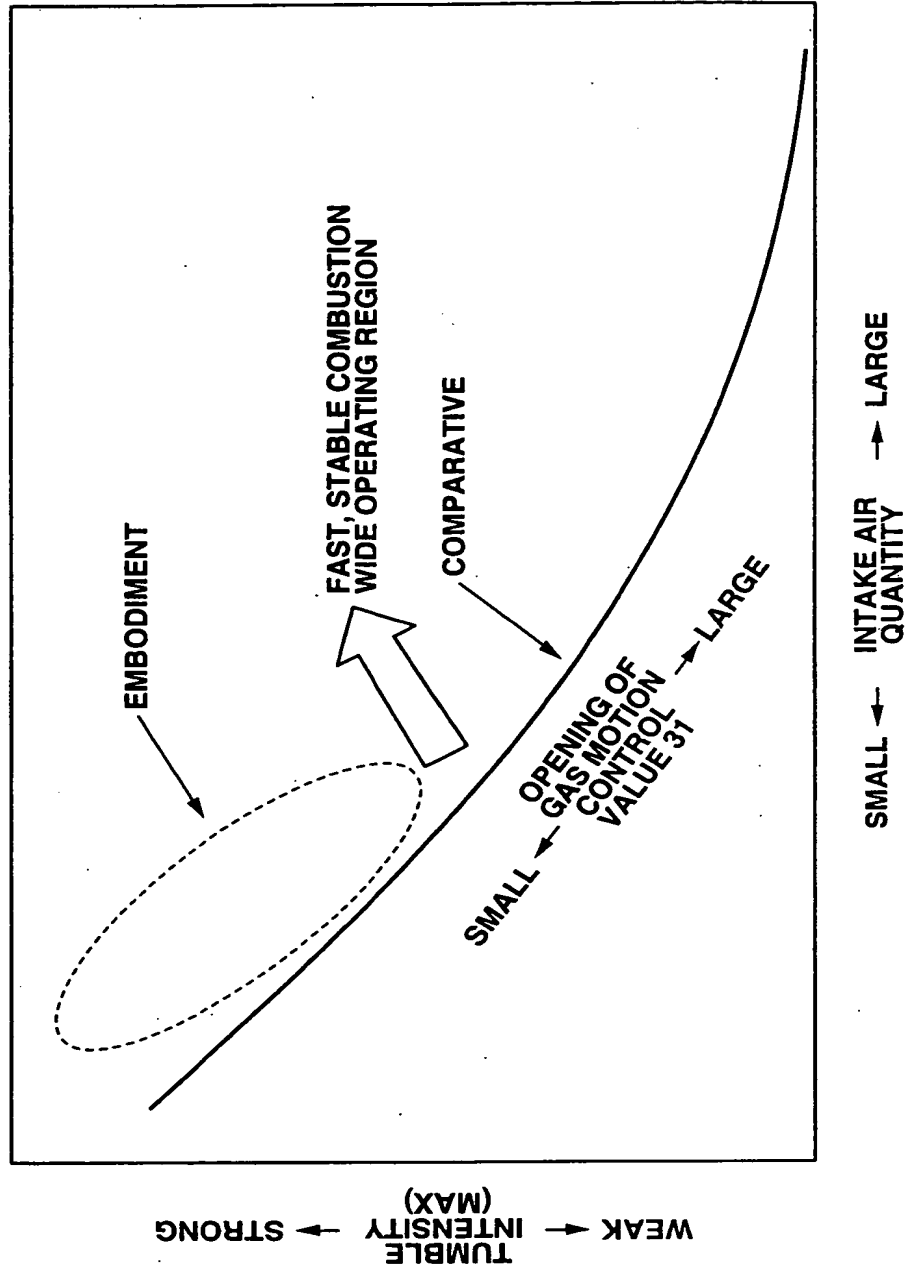 TUMBLE
INTENSITY
(MAX)
WEAK ← → STRONG
EMBODIMENT
FAST, STABLE COMBUSTION
WIDE OPERATING REGION
COMPARATIVE
OPENING OF
GAS MOTION
CONTROL
VALUE 31
SMALL ← → LARGE
SMALL ← INTAKE AIR → LARGE
QUANTITY